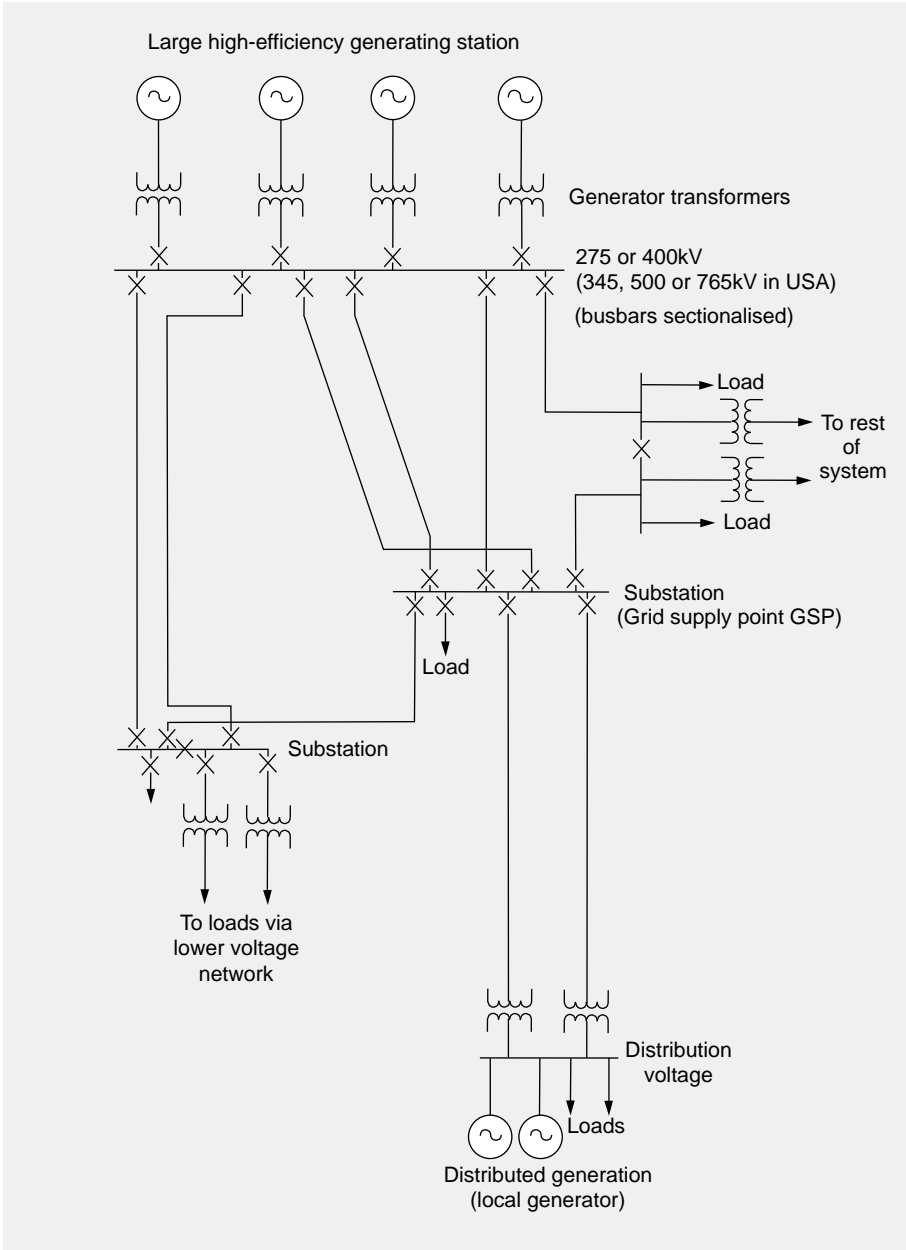 Large high-efficiency generating station
Generator transformers
275 or 400kV
(345, 500 or 765kV in USA)
(busbars sectionalised)
Load
To rest
of
system
Load
Substation
(Grid supply point GSP)
Load
Substation
To loads via
lower voltage
network
Distribution
voltage
Loads
Distributed generation
(local generator)